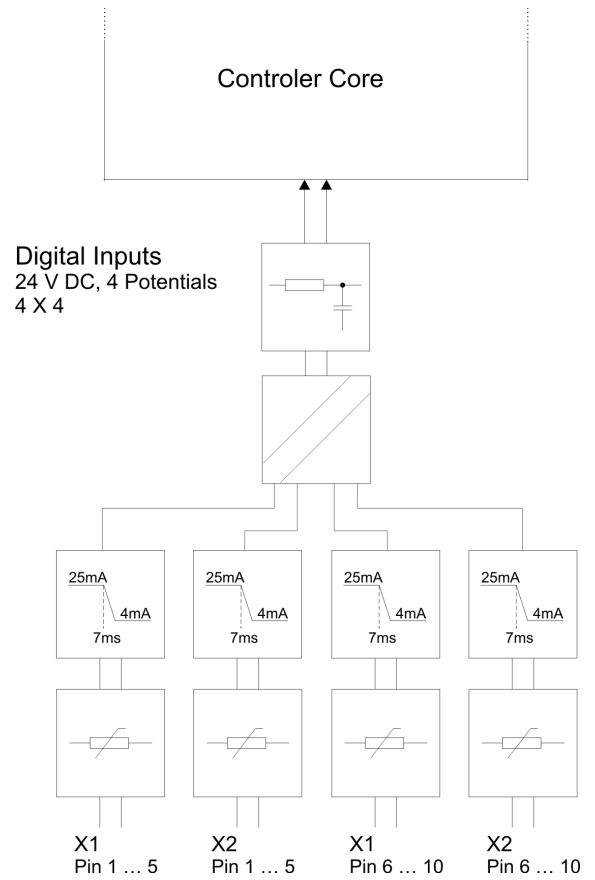 Controler Core
Digital Inputs
24 V DC, 4 Potentials
4 X 4
25mA
4mA
7ms
25mA
4mA
7ms
25mA
4mA
7ms
25mA
4mA
7ms
X1
Pin 1 … 5
X2
Pin 1 … 5
X1
Pin 6 … 10
X2
Pin 6 … 10